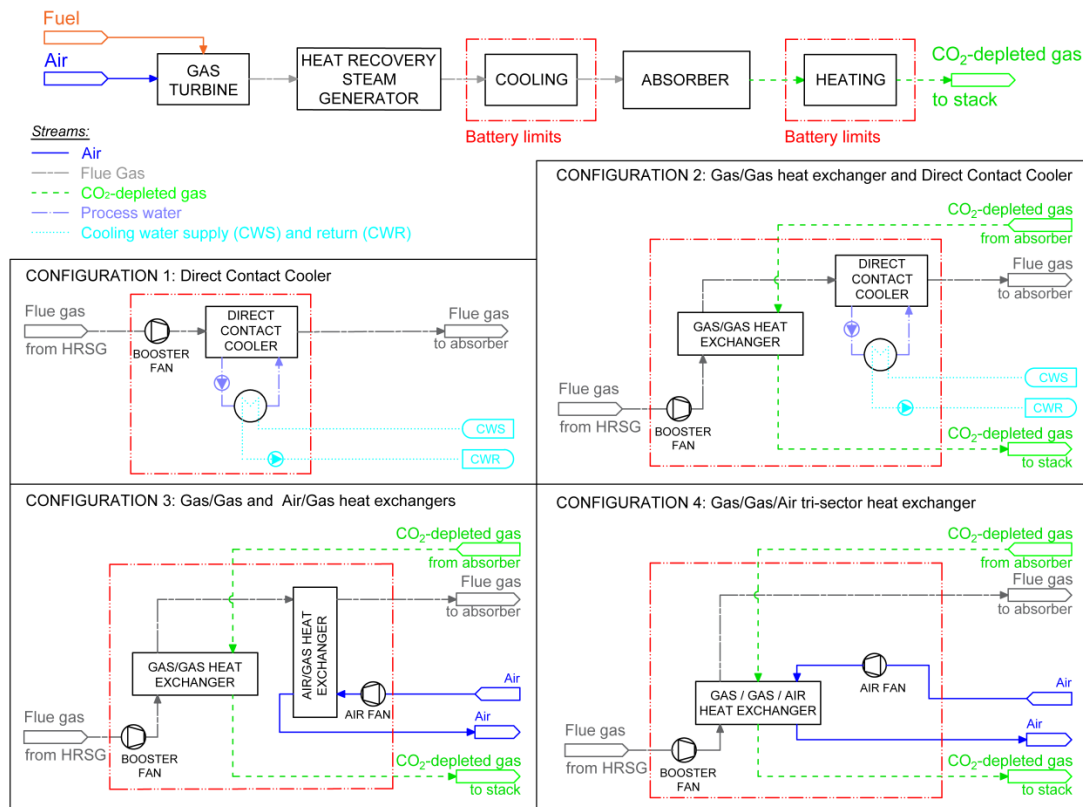 Fuel
Air
GAS
TURBINE
HEAT RECOVERY
STEAM
GENERATOR
COOLING
Battery limits
ABSORBER
HEATING
Battery limits
CO₂-depleted gas
to stack
Streams:
Air
Flue Gas
CO₂-depleted gas
Process water
Cooling water supply (CWS) and return (CWR)
CONFIGURATION 1: Direct Contact Cooler
Flue gas
from HRSG
BOOSTER
FAN
DIRECT
CONTACT
COOLER
Flue gas
to absorber
CWS
CWR
CONFIGURATION 2: Gas/Gas heat exchanger and Direct Contact Cooler
CO₂-depleted gas
from absorber
DIRECT
CONTACT
COOLER
Flue gas
to absorber
GAS/GAS HEAT
EXCHANGER
Flue gas
from HRSG
BOOSTER
FAN
CWS
CWR
CO₂-depleted gas
to stack
CONFIGURATION 3: Gas/Gas and Air/Gas heat exchangers
CO₂-depleted gas
from absorber
Flue gas
to absorber
AIR/GAS HEAT
EXCHANGER
GAS/GAS HEAT
EXCHANGER
Air
AIR FAN
Air
Flue gas
from HRSG
BOOSTER
FAN
CO₂-depleted gas
to stack
CONFIGURATION 4: Gas/Gas/Air tri-sector heat exchanger
CO₂-depleted gas
from absorber
Flue gas
to absorber
AIR FAN
Air
GAS / GAS / AIR
HEAT EXCHANGER
Air
Flue gas
from HRSG
BOOSTER
FAN
CO₂-depleted gas
to stack